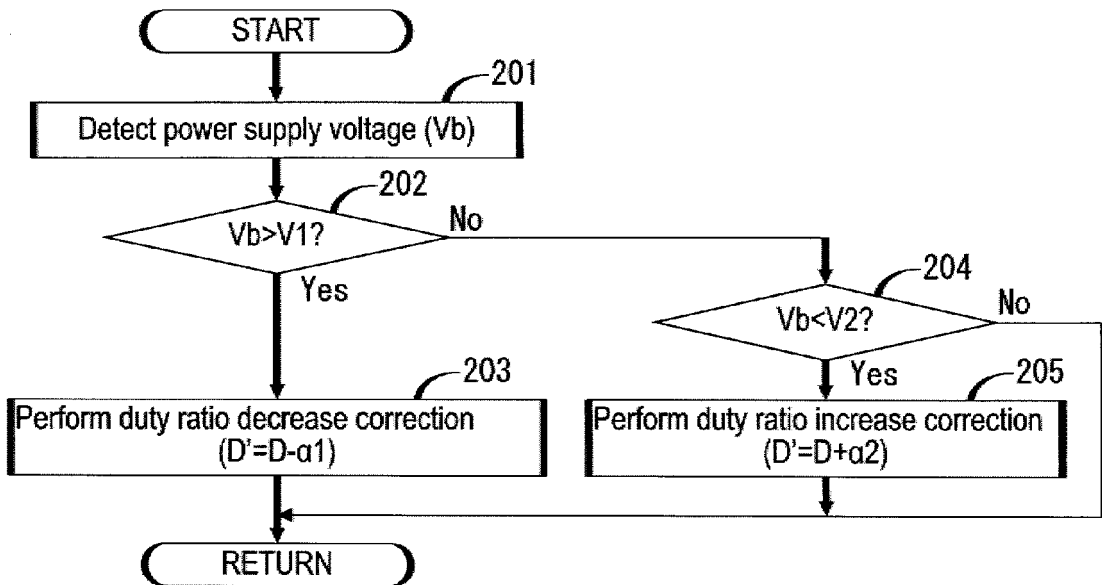 START
201
Detect power supply voltage (Vb)
202
Vb>V1?
No
Yes
204
Vb<V2?
No
Yes
203
Perform duty ratio decrease correction
(D'=D-α1)
205
Perform duty ratio increase correction
(D'=D+α2)
RETURN